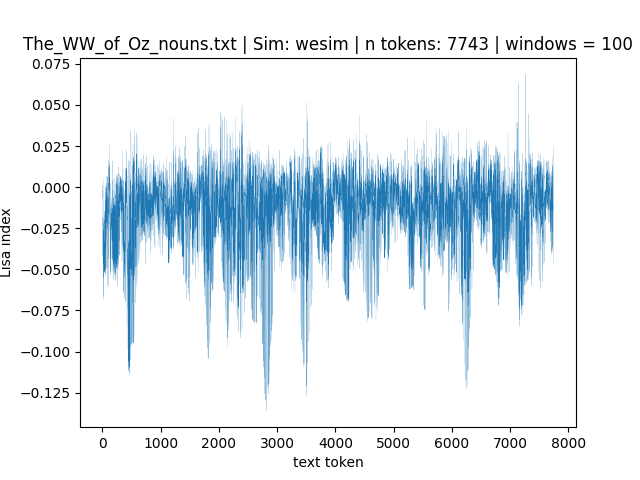 The_WW_of_Oz_nouns.txt | Sim: wesim | n tokens: 7743 | windows = 100
0.075
0.050
0.025
0.000
−0.025
−0.050
−0.075
−0.100
−0.125
Lisa index
0 1000 2000 3000 4000 5000 6000 7000 8000
text token